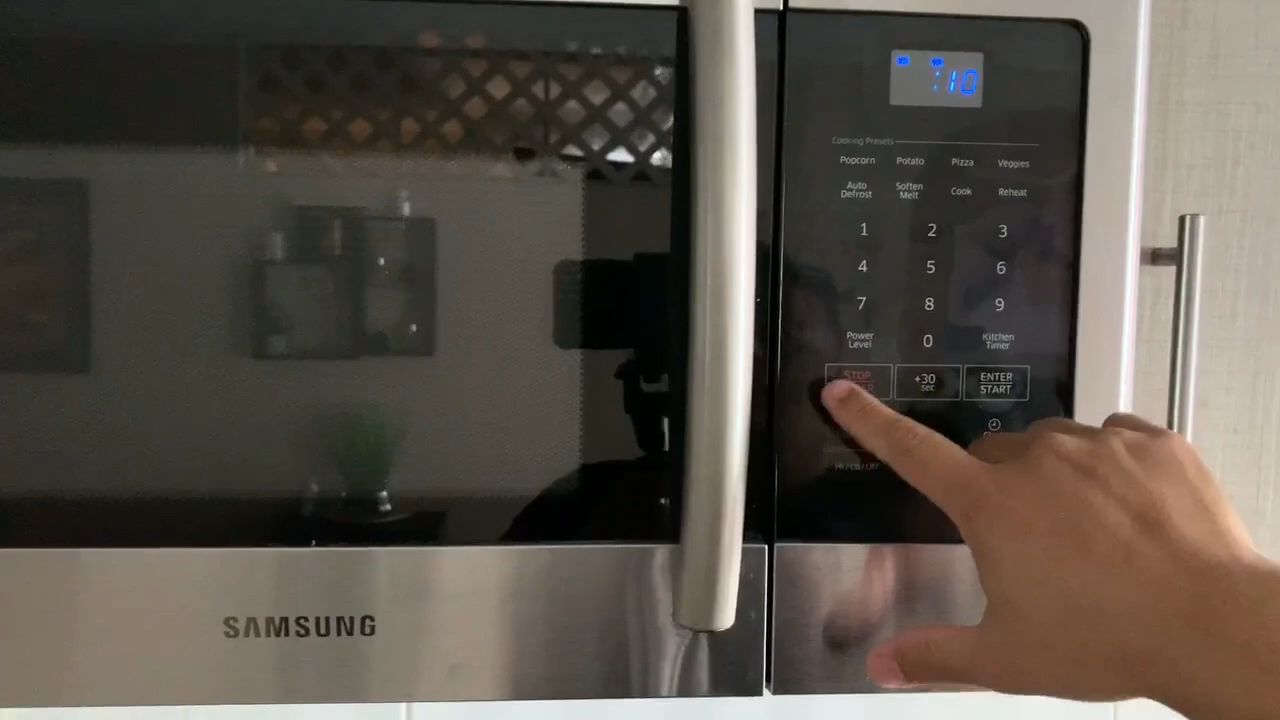 :10
Cooking Presets
Popcorn Potato Pizza Veggies
Auto Defrost Soften Melt Cook Reheat
1 2 3
4 5 6
7 8 9
Power Level 0 Kitchen Timer
STOP +30 sec ENTER START
SAMSUNG